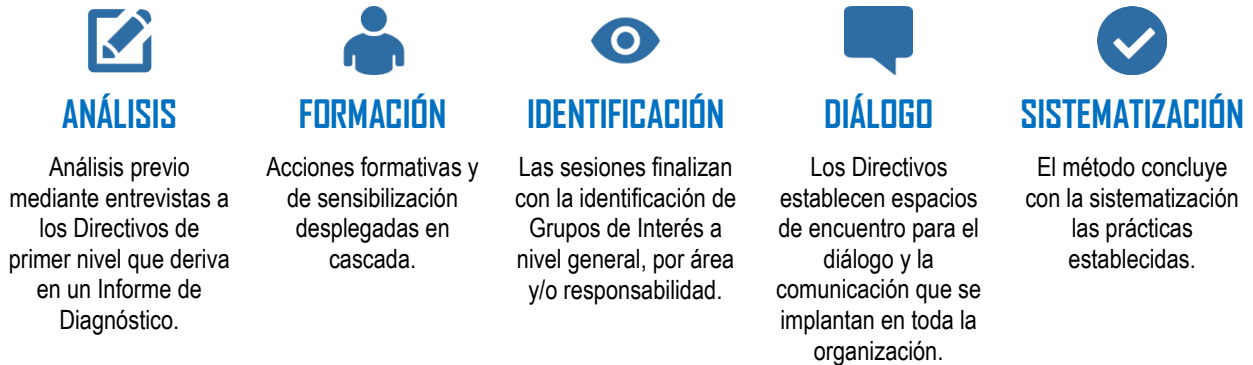 ANÁLISIS
Análisis previo
mediante entrevistas a
los Directivos de
primer nivel que deriva
en un Informe de
Diagnóstico.
FORMACIÓN
Acciones formativas y
de sensibilización
desplegadas en
cascada.
IDENTIFICACIÓN
Las sesiones finalizan
con la identificación de
Grupos de Interés a
nivel general, por área
y/o responsabilidad.
DIÁLOGO
Los Directivos
establecen espacios
de encuentro para el
diálogo y la
comunicación que se
implantan en toda la
organización.
SISTEMATIZACIÓN
El método concluye
con la sistematización
las prácticas
establecidas.